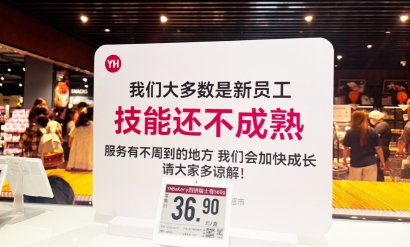 YH
我们大多数是新员工
技能还不成熟
服务有不周到的地方 我们会加快成长
请大家多谅解！
超市
36.90